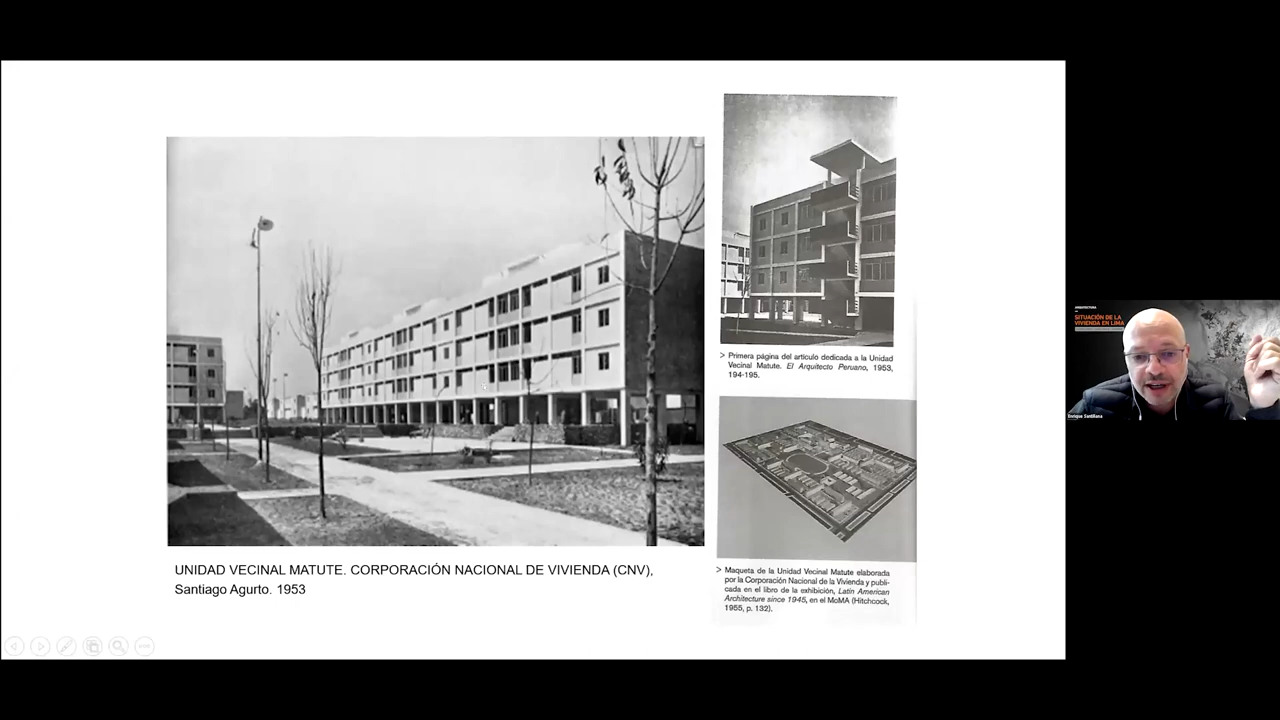 > Primera página del artículo dedicada a la Unidad
Vecinal Matute. El Arquitecto Peruano, 1953,
194-195.
UNIDAD VECINAL MATUTE. CORPORACIÓN NACIONAL DE VIVIENDA (CNV),
Santiago Agurto. 1953
> Maqueta de la Unidad Vecinal Matute elaborada
por la Corporación Nacional de la Vivienda y publi-
cada en el libro de la exhibición, Latin American
Architecture since 1945, en el MoMA (Hitchcock,
1955, p. 132).
ARQUITECTURA
SITUACIÓN DE LA
VIVIENDA EN LIMA
Enrique Santillana